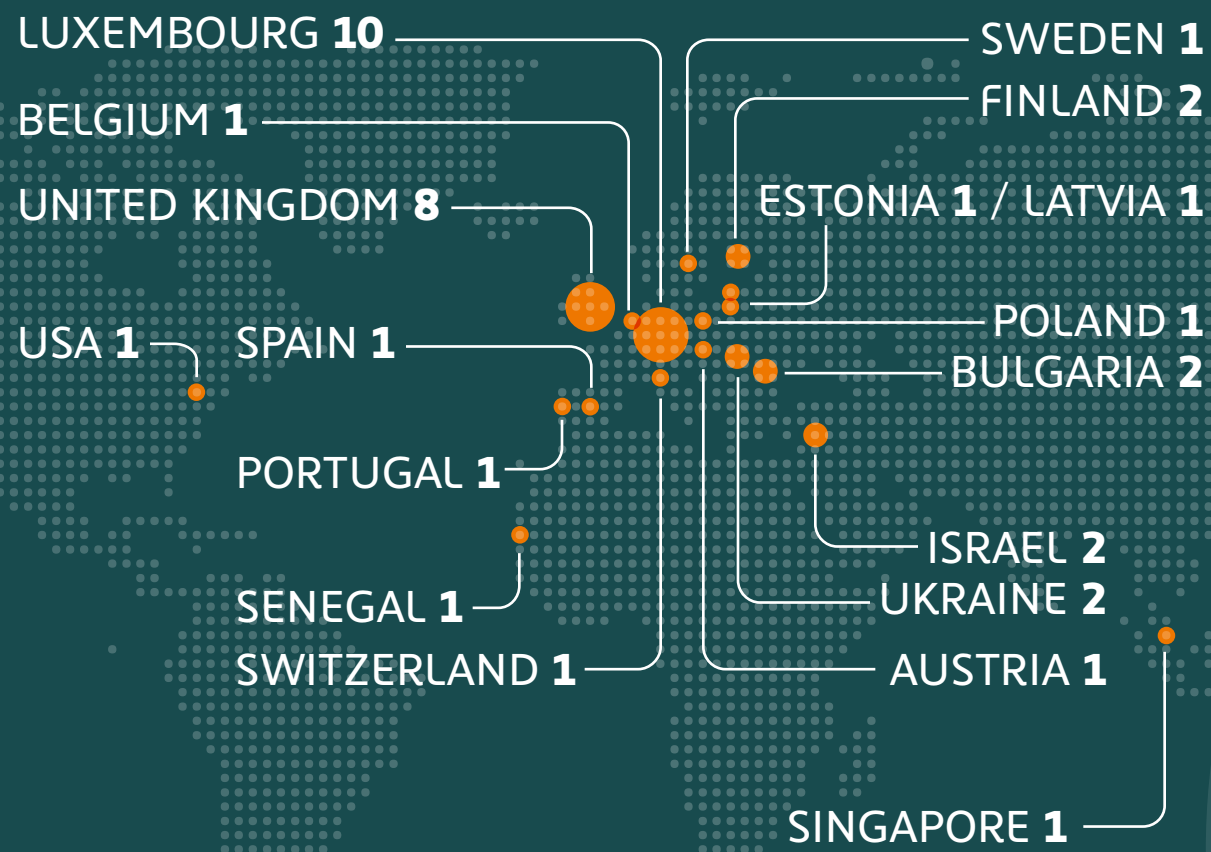 LUXEMBOURG 10
SWEDEN 1
FINLAND 2
BELGIUM 1
UNITED KINGDOM 8
ESTONIA 1 / LATVIA 1
USA 1
SPAIN 1
POLAND 1
BULGARIA 2
PORTUGAL 1
ISRAEL 2
SENEGAL 1
UKRAINE 2
SWITZERLAND 1
AUSTRIA 1
SINGAPORE 1